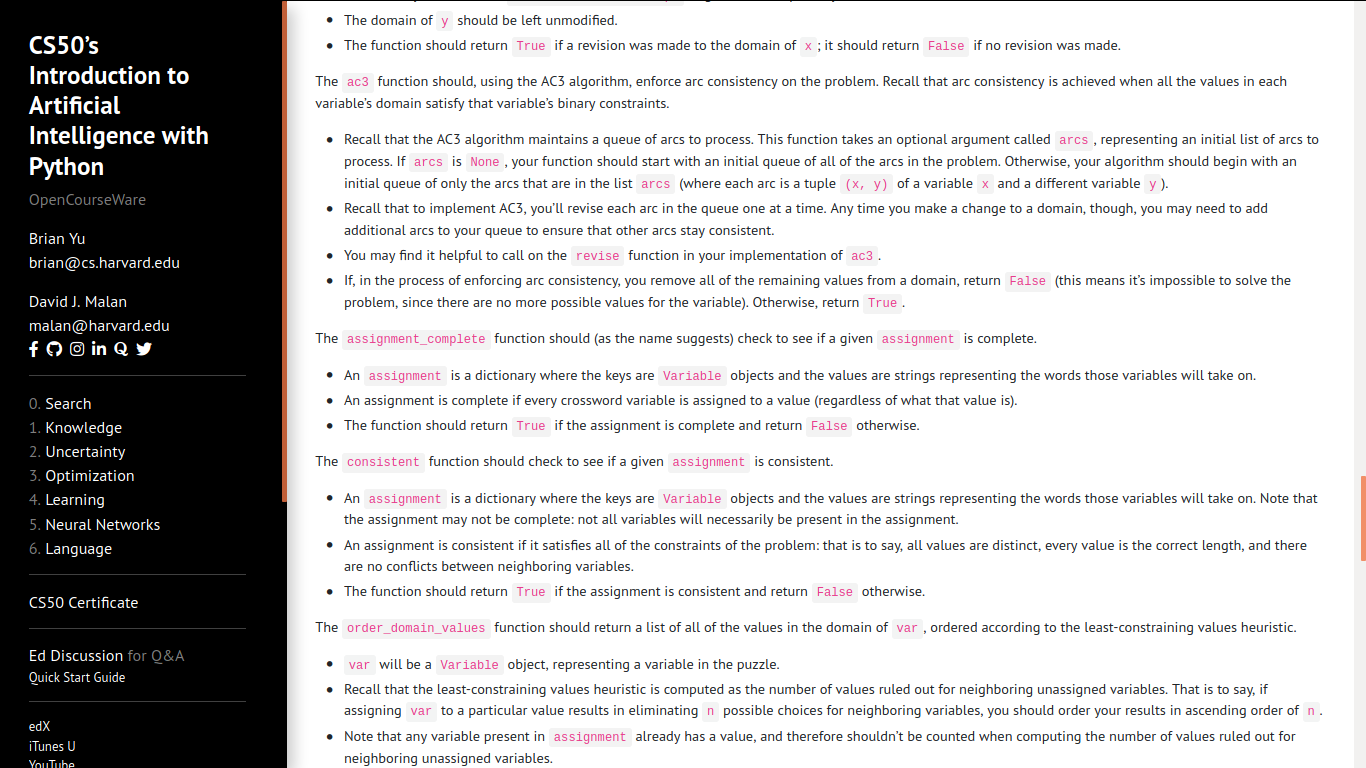 CS50's
Introduction to
Artificial
Intelligence with
Python
OpenCourseWare
Brian Yu
brian@cs.harvard.edu
David J. Malan
malan@harvard.edu
0. Search
1. Knowledge
2. Uncertainty
3. Optimization
4. Learning
5. Neural Networks
6. Language
CS50 Certificate
Ed Discussion for Q&A
Quick Start Guide
edX
iTunes U
YouTube
The domain of y should be left unmodified.
The function should return True if a revision was made to the domain of x; it should return False if no revision was made.
The ac3 function should, using the AC3 algorithm, enforce arc consistency on the problem. Recall that arc consistency is achieved when all the values in each
variable's domain satisfy that variable's binary constraints.
Recall that the AC3 algorithm maintains a queue of arcs to process. This function takes an optional argument called arcs, representing an initial list of arcs to
process. If arcs is None, your function should start with an initial queue of all of the arcs in the problem. Otherwise, your algorithm should begin with an
initial queue of only the arcs that are in the list arcs (where each arc is a tuple (x, y) of a variable x and a different variable y).
Recall that to implement AC3, you'll revise each arc in the queue one at a time. Any time you make a change to a domain, though, you may need to add
additional arcs to your queue to ensure that other arcs stay consistent.
You may find it helpful to call on the revise function in your implementation of ac3.
If, in the process of enforcing arc consistency, you remove all of the remaining values from a domain, return False (this means it's impossible to solve the
problem, since there are no more possible values for the variable). Otherwise, return True.
The assignment_complete function should (as the name suggests) check to see if a given assignment is complete.
An assignment is a dictionary where the keys are Variable objects and the values are strings representing the words those variables will take on.
An assignment is complete if every crossword variable is assigned to a value (regardless of what that value is).
The function should return True if the assignment is complete and return False otherwise.
The consistent function should check to see if a given assignment is consistent.
An assignment is a dictionary where the keys are Variable objects and the values are strings representing the words those variables will take on. Note that
the assignment may not be complete: not all variables will necessarily be present in the assignment.
An assignment is consistent if it satisfies all of the constraints of the problem: that is to say, all values are distinct, every value is the correct length, and there
are no conflicts between neighboring variables.
The function should return True if the assignment is consistent and return False otherwise.
The order_domain_values function should return a list of all of the values in the domain of var, ordered according to the least-constraining values heuristic.
var will be a Variable object, representing a variable in the puzzle.
Recall that the least-constraining values heuristic is computed as the number of values ruled out for neighboring unassigned variables. That is to say, if
assigning var to a particular value results in eliminating n possible choices for neighboring variables, you should order your results in ascending order of n.
Note that any variable present in assignment already has a value, and therefore shouldn't be counted when computing the number of values ruled out for
neighboring unassigned variables.